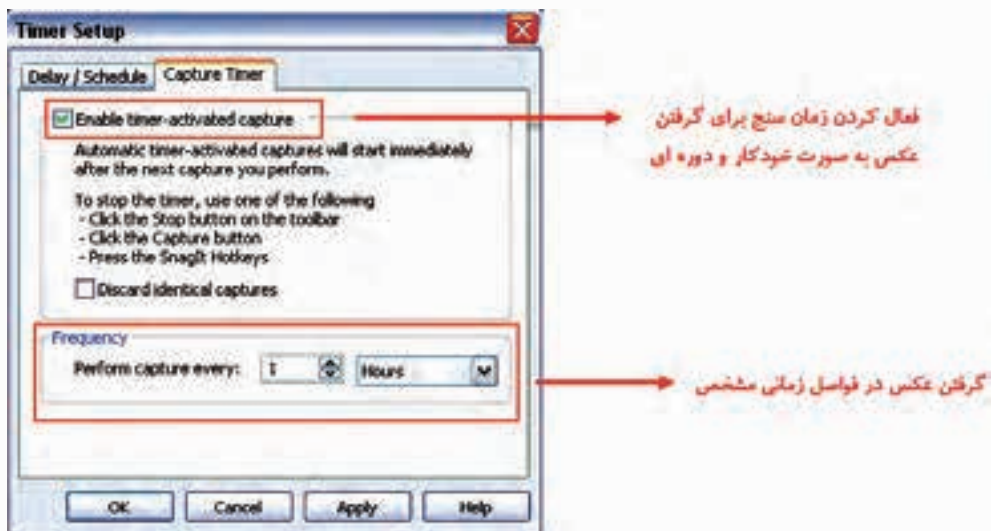 Timer Setup
Delay / Schedule
Capture Timer
Enable timer-activated capture
Automatic timer-activated captures will start immediately
after the next capture you perform.
To stop the timer, use one of the following
- Click the Stop button on the toolbar
- Click the Capture button
- Press the SnagIt Hotkeys
Discard identical captures
Frequency
Perform capture every: 1 Hours
OK Cancel Apply Help
فعال کردن زمان سنج برای گرفتن
عکس به صورت خودکار و دوره ای
گرفتن عکس در فواصل زمانی مشخص